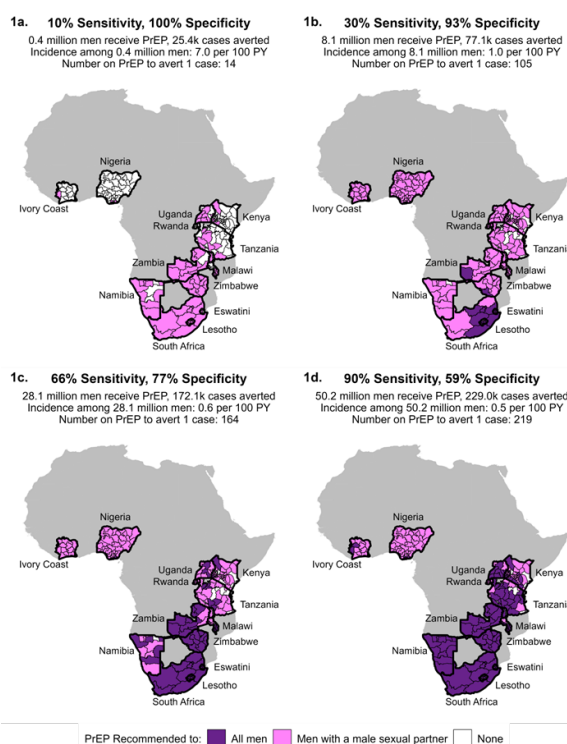 1a. 10% Sensitivity, 100% Specificity
0.4 million men receive PrEP, 25.4k cases averted
Incidence among 0.4 million men: 7.0 per 100 PY
Number on PrEP to avert 1 case: 14
Nigeria
Ivory Coast
Uganda
Rwanda
Kenya
Tanzania
Zambia
Malawi
Namibia
Zimbabwe
Eswatini
Lesotho
South Africa
1b. 30% Sensitivity, 93% Specificity
8.1 million men receive PrEP, 77.1k cases averted
Incidence among 8.1 million men: 1.0 per 100 PY
Number on PrEP to avert 1 case: 105
Nigeria
Ivory Coast
Uganda
Rwanda
Kenya
Tanzania
Zambia
Malawi
Namibia
Zimbabwe
Eswatini
Lesotho
South Africa
1c. 66% Sensitivity, 77% Specificity
28.1 million men receive PrEP, 172.1k cases averted
Incidence among 28.1 million men: 0.6 per 100 PY
Number on PrEP to avert 1 case: 164
Nigeria
Ivory Coast
Uganda
Rwanda
Kenya
Tanzania
Zambia
Malawi
Namibia
Zimbabwe
Eswatini
Lesotho
South Africa
1d. 90% Sensitivity, 59% Specificity
50.2 million men receive PrEP, 229.0k cases averted
Incidence among 50.2 million men: 0.5 per 100 PY
Number on PrEP to avert 1 case: 219
Nigeria
Ivory Coast
Uganda
Rwanda
Kenya
Tanzania
Zambia
Malawi
Namibia
Zimbabwe
Eswatini
Lesotho
South Africa
PrEP Recommended to: All men Men with a male sexual partner None